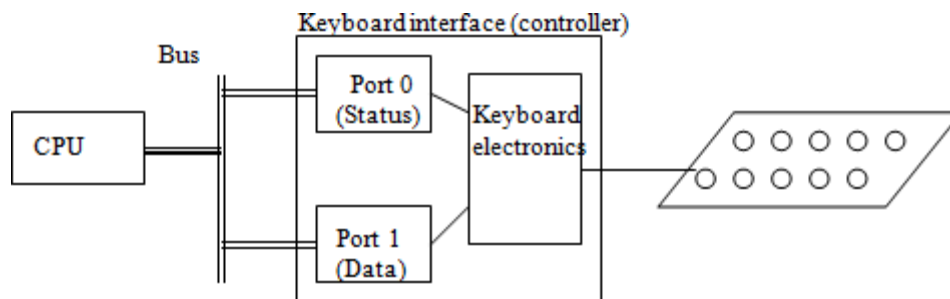 Keyboard interface (controller)
Bus
Port 0
(Status)
CPU
Keyboard
electronics
Port 1
(Data)